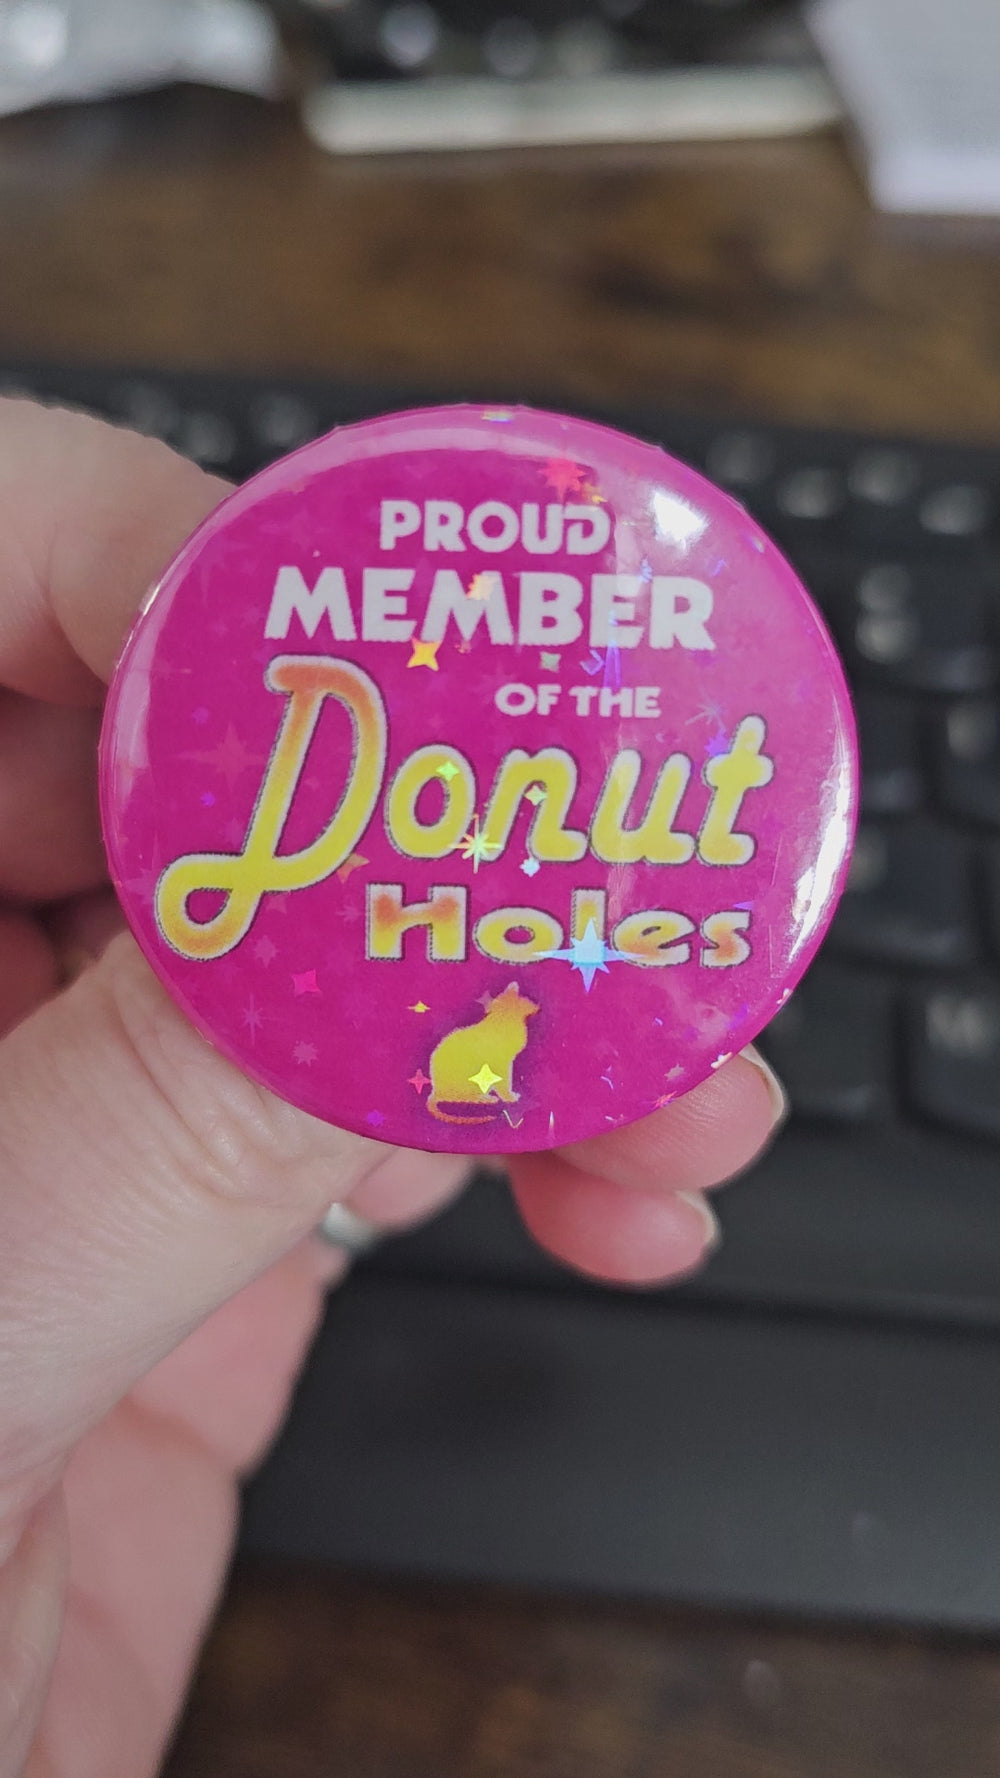 PROUD
MEMBER
OF THE
Donut
Holes